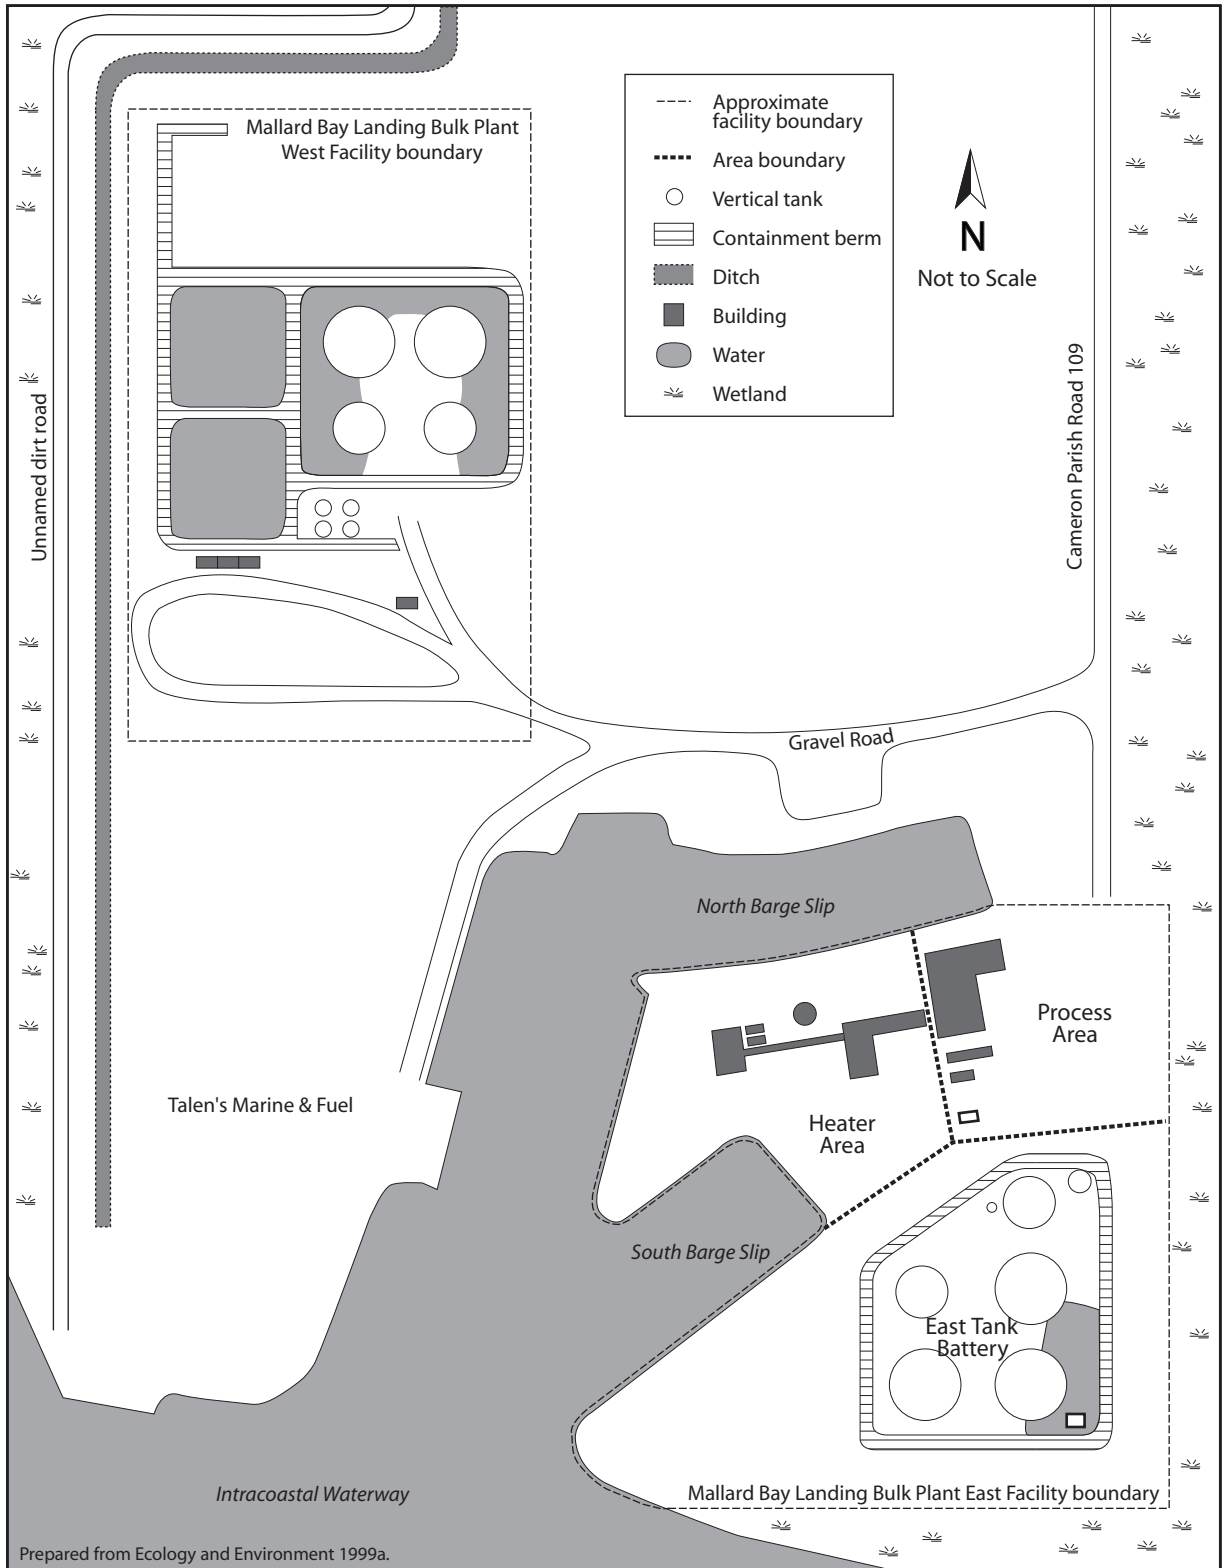 Mallard Bay Landing Bulk Plant
West Facility boundary
Approximate
facility boundary
Area boundary
Vertical tank
Containment berm
Ditch
Building
Water
Wetland
N
Not to Scale
Unnamed dirt road
Cameron Parish Road 109
Gravel Road
North Barge Slip
Process
Area
Talen's Marine & Fuel
Heater
Area
South Barge Slip
East Tank
Battery
Intracoastal Waterway
Mallard Bay Landing Bulk Plant East Facility boundary
Prepared from Ecology and Environment 1999a.